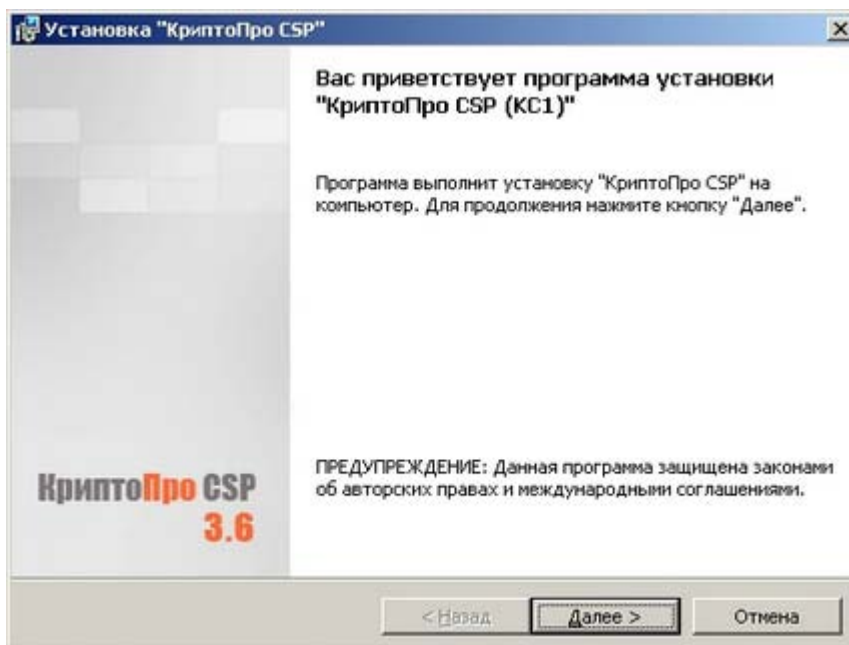 Установка "КриптоПро CSP"
Вас приветствует программа установки
"КриптоПро CSP (KC1)"
Программа выполнит установку "КриптоПро CSP" на
компьютер. Для продолжения нажмите кнопку "Далее".
КриптоПро CSP
3.6
ПРЕДУПРЕЖДЕНИЕ: Данная программа защищена законами
об авторских правах и международными соглашениями.
< Назад
Далее >
Отмена